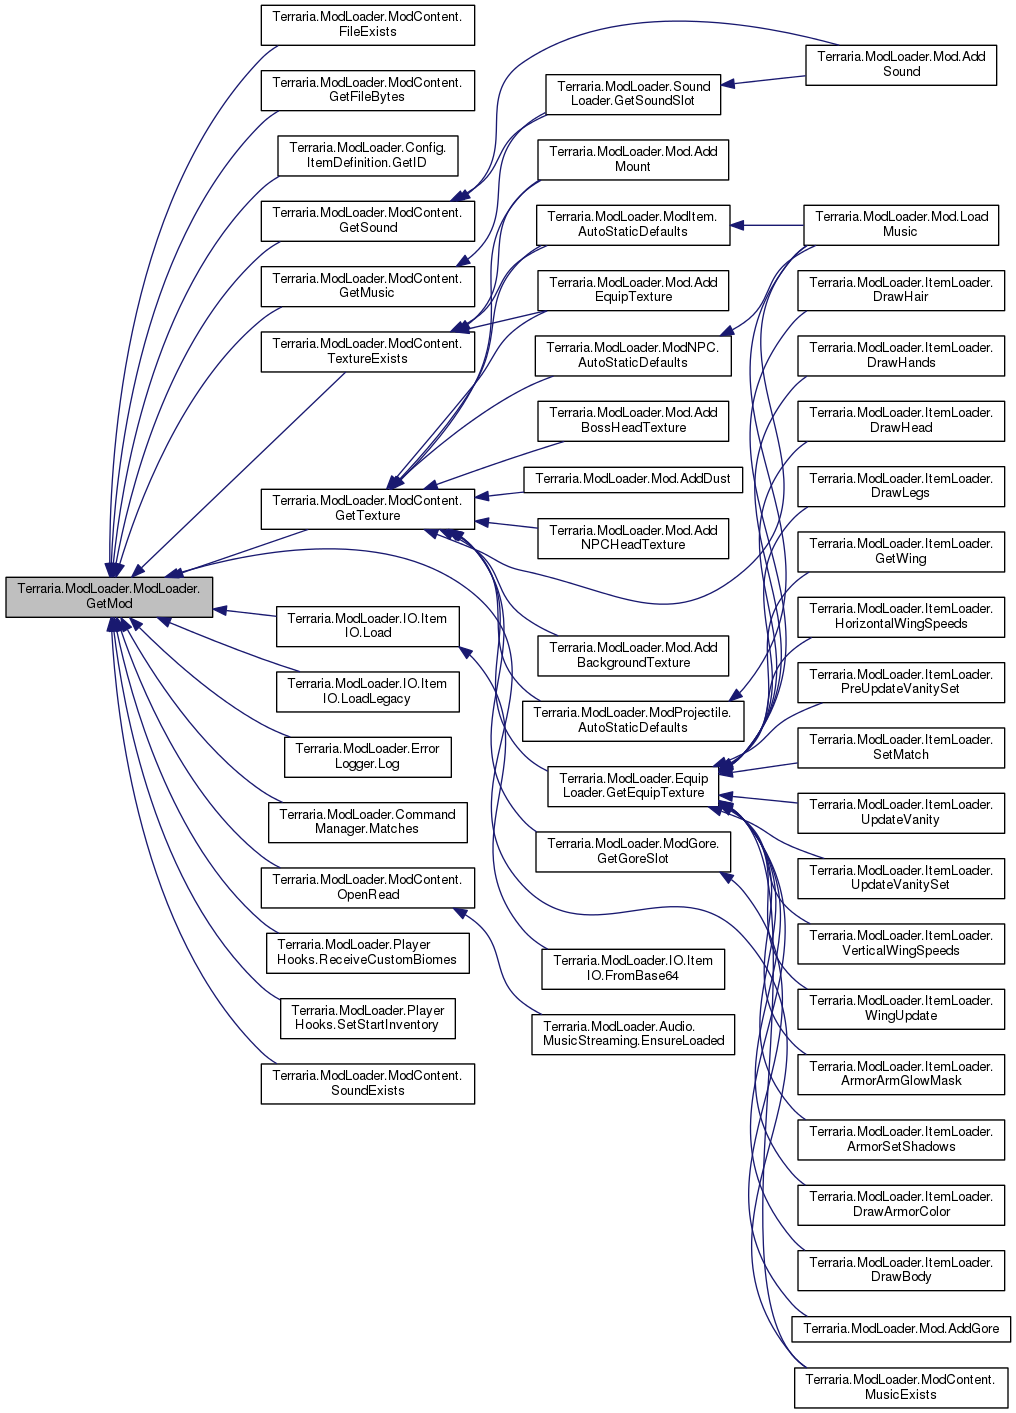 Terraria.ModLoader.ModContent.
FileExists
Terraria.ModLoader.ModContent.
GetFileBytes
Terraria.ModLoader.Config.
ItemDefinition.GetID
Terraria.ModLoader.ModContent.
GetSound
Terraria.ModLoader.ModContent.
GetMusic
Terraria.ModLoader.ModContent.
TextureExists
Terraria.ModLoader.ModContent.
GetTexture
Terraria.ModLoader.ModLoader.
GetMod
Terraria.ModLoader.IO.Item
IO.Load
Terraria.ModLoader.IO.Item
IO.LoadLegacy
Terraria.ModLoader.Error
Logger.Log
Terraria.ModLoader.Command
Manager.Matches
Terraria.ModLoader.ModContent.
OpenRead
Terraria.ModLoader.Player
Hooks.ReceiveCustomBiomes
Terraria.ModLoader.Player
Hooks.SetStartInventory
Terraria.ModLoader.ModContent.
SoundExists
Terraria.ModLoader.Sound
Loader.GetSoundSlot
Terraria.ModLoader.Mod.Add
Mount
Terraria.ModLoader.ModItem.
AutoStaticDefaults
Terraria.ModLoader.Mod.Add
EquipTexture
Terraria.ModLoader.ModNPC.
AutoStaticDefaults
Terraria.ModLoader.Mod.Add
BossHeadTexture
Terraria.ModLoader.Mod.AddDust
Terraria.ModLoader.Mod.Add
NPCHeadTexture
Terraria.ModLoader.Mod.Add
BackgroundTexture
Terraria.ModLoader.ModProjectile.
AutoStaticDefaults
Terraria.ModLoader.Equip
Loader.GetEquipTexture
Terraria.ModLoader.ModGore.
GetGoreSlot
Terraria.ModLoader.IO.Item
IO.FromBase64
Terraria.ModLoader.Audio.
MusicStreaming.EnsureLoaded
Terraria.ModLoader.Mod.Add
Sound
Terraria.ModLoader.Mod.Load
Music
Terraria.ModLoader.ItemLoader.
DrawHair
Terraria.ModLoader.ItemLoader.
DrawHands
Terraria.ModLoader.ItemLoader.
DrawHead
Terraria.ModLoader.ItemLoader.
DrawLegs
Terraria.ModLoader.ItemLoader.
GetWing
Terraria.ModLoader.ItemLoader.
HorizontalWingSpeeds
Terraria.ModLoader.ItemLoader.
PreUpdateVanitySet
Terraria.ModLoader.ItemLoader.
SetMatch
Terraria.ModLoader.ItemLoader.
UpdateVanity
Terraria.ModLoader.ItemLoader.
UpdateVanitySet
Terraria.ModLoader.ItemLoader.
VerticalWingSpeeds
Terraria.ModLoader.ItemLoader.
WingUpdate
Terraria.ModLoader.ItemLoader.
ArmorArmGlowMask
Terraria.ModLoader.ItemLoader.
ArmorSetShadows
Terraria.ModLoader.ItemLoader.
DrawArmorColor
Terraria.ModLoader.ItemLoader.
DrawBody
Terraria.ModLoader.Mod.AddGore
Terraria.ModLoader.ModContent.
MusicExists